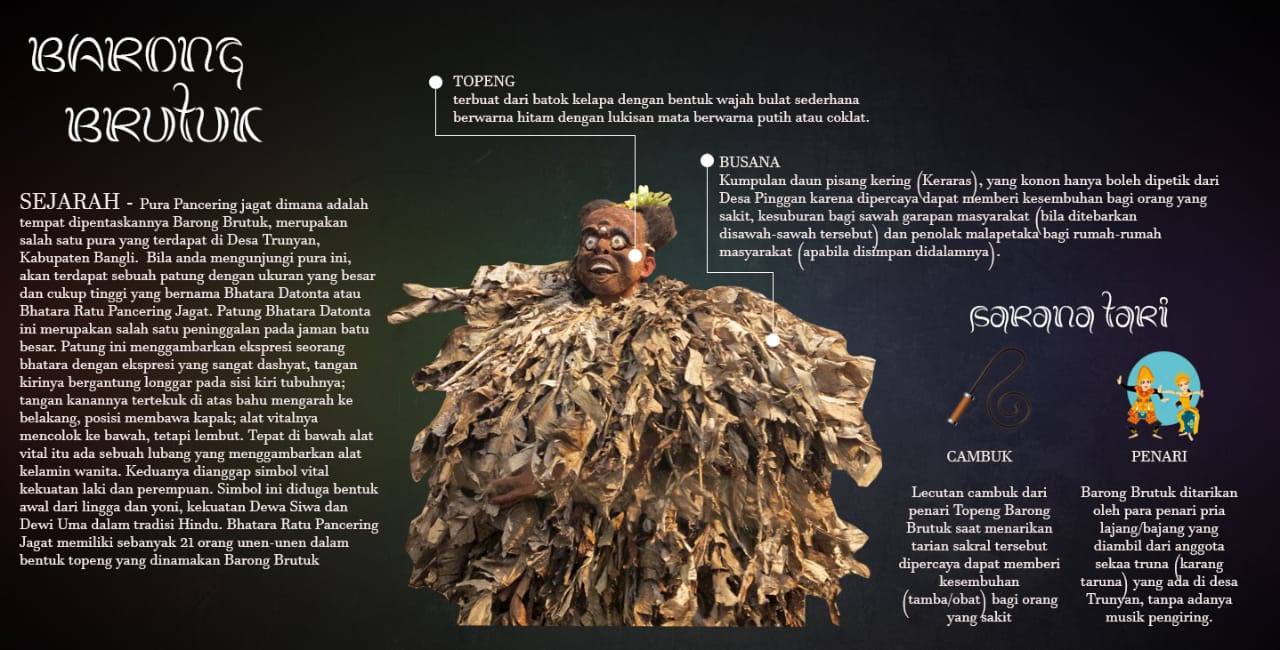 BARONG
BRUTUK
TOPENG
terbuat dari batok kelapa dengan bentuk wajah bulat sederhana
berwarna hitam dengan lukisan mata berwarna putih atau coklat.
BUSANA
Kumpulan daun pisang kering (Keraras), yang konon hanya boleh dipetik dari
Desa Pinggan karena dipercaya dapat memberi kesembuhan bagi orang yang
sakit, kesuburan bagi sawah garapan masyarakat (bila ditebarkan
disawah-sawah tersebut) dan penolak malapetaka bagi rumah-rumah
masyarakat (apabila disimpan didalamnya).
SEJARAH - Pura Pancering jagat dimana adalah
tempat dipentaskannya Barong Brutuk, merupakan
salah satu pura yang terdapat di Desa Trunyan,
Kabupaten Bangli. Bila anda mengunjungi pura ini,
akan terdapat sebuah patung dengan ukuran yang besar
dan cukup tinggi yang bernama Bhatara Datonta atau
Bhatara Ratu Pancering Jagat. Patung Bhatara Datonta
ini merupakan salah satu peninggalan pada jaman batu
besar. Patung ini menggambarkan ekspresi seorang
bhatara dengan ekspresi yang sangat dashyat, tangan
kirinya bergantung longgar pada sisi kiri tubuhnya;
tangan kanannya tertekuk di atas bahu mengarah ke
belakang, posisi membawa kapak; alat vitalnya
mencolok ke bawah, tetapi lembut. Tepat di bawah alat
vital itu ada sebuah lubang yang menggambarkan alat
kelamin wanita. Keduanya dianggap simbol vital
kekuatan laki dan perempuan. Simbol ini diduga bentuk
awal dari lingga dan yoni, kekuatan Dewa Siwa dan
Dewi Uma dalam tradisi Hindu. Bhatara Ratu Pancering
Jagat memiliki sebanyak 21 orang unen-unen dalam
bentuk topeng yang dinamakan Barong Brutuk
sarana tari
CAMBUK
Lecutan cambuk dari
penari Topeng Barong
Brutuk saat menarikan
tarian sakral tersebut
dipercaya dapat memberi
kesembuhan
(tamba/obat) bagi orang
yang sakit
PENARI
Barong Brutuk ditarikan
oleh para penari pria
lajang/bajang yang
diambil dari anggota
sekaa truna (karang
taruna) yang ada di desa
Trunyan, tanpa adanya
musik pengiring.